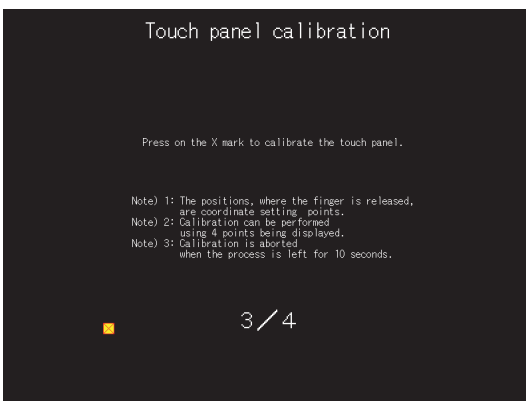 Touch panel calibration
Press on the X mark to calibrate the touch panel.
Note) 1: The positions, where the finger is released,
are coordinate setting points.
Note) 2: Calibration can be performed
using 4 points being displayed.
Note) 3: Calibration is aborted
when the process is left for 10 seconds.
3/4